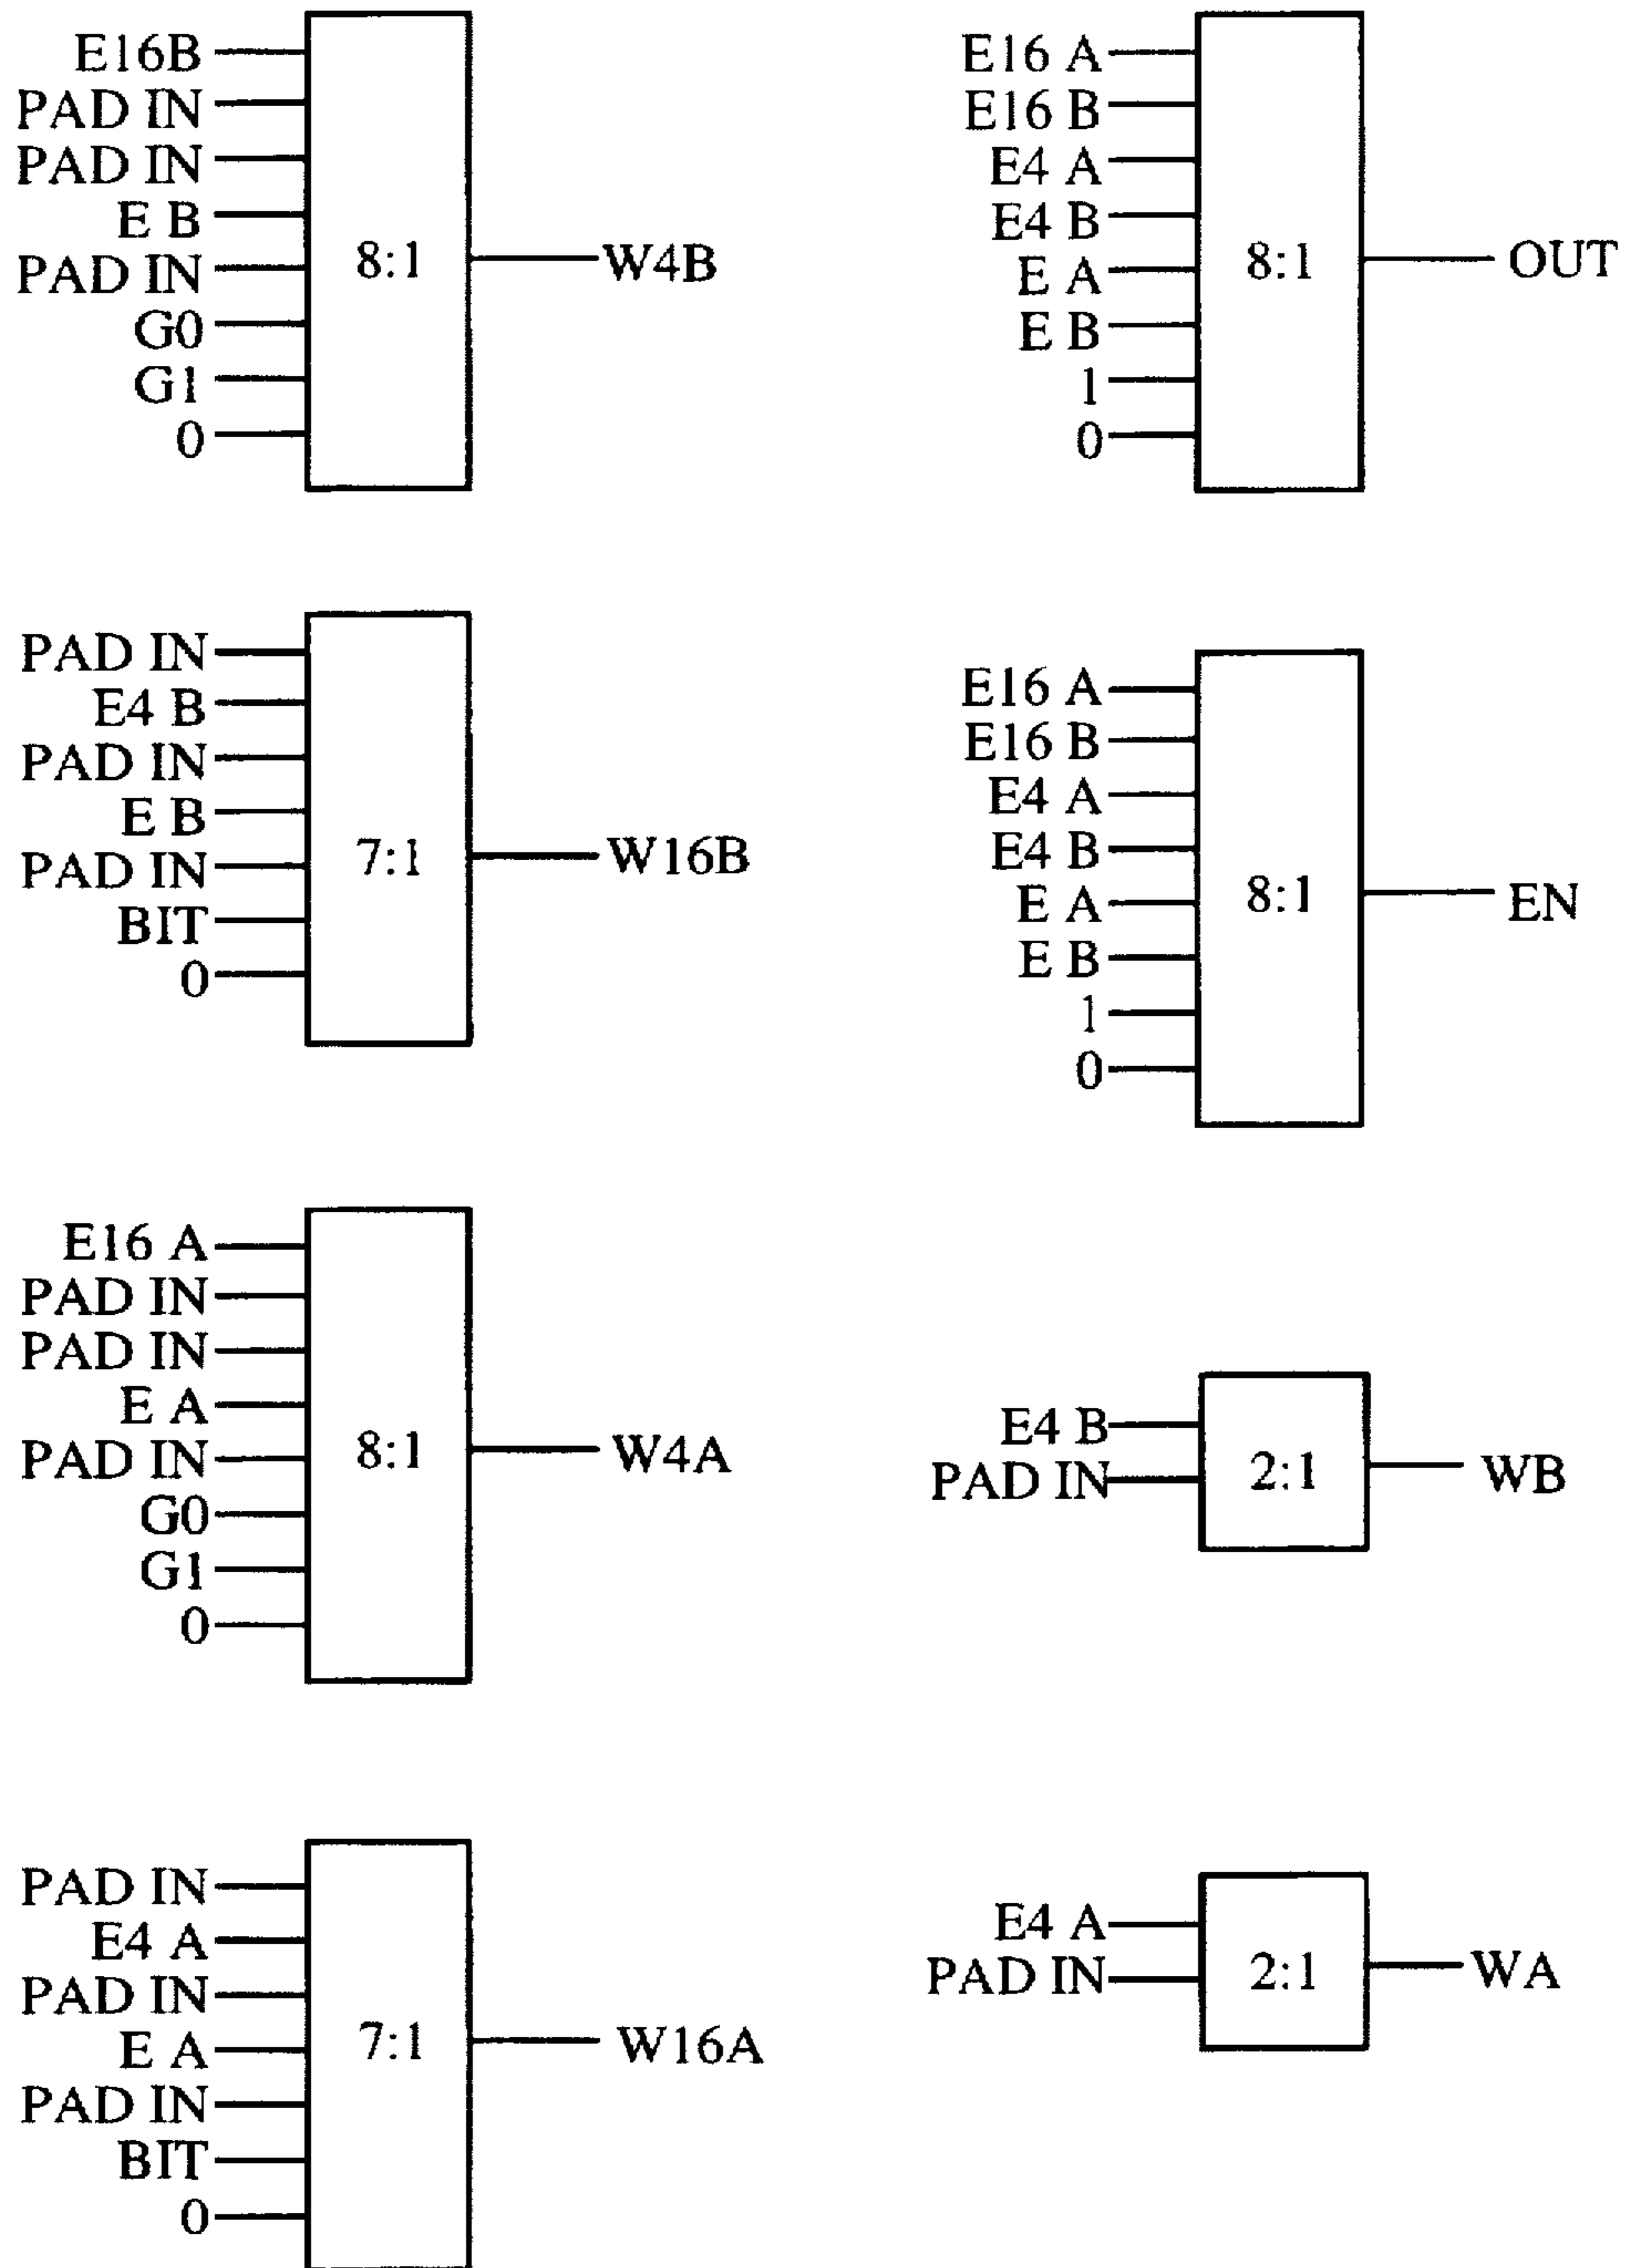 E16B
PAD IN
PAD IN
E B
PAD IN
G0
G1
0
8:1
W4B
E16 A
E16 B
E4 A
E4 B
E A
E B
1
0
8:1
OUT
PAD IN
E4 B
PAD IN
E B
PAD IN
BIT
0
7:1
W16B
E16 A
E16 B
E4 A
E4 B
E A
E B
1
0
8:1
EN
E16 A
PAD IN
PAD IN
E A
PAD IN
G0
G1
0
8:1
W4A
E4 B
PAD IN
2:1
WB
PAD IN
E4 A
PAD IN
E A
PAD IN
BIT
0
7:1
W16A
E4 A
PAD IN
2:1
WA